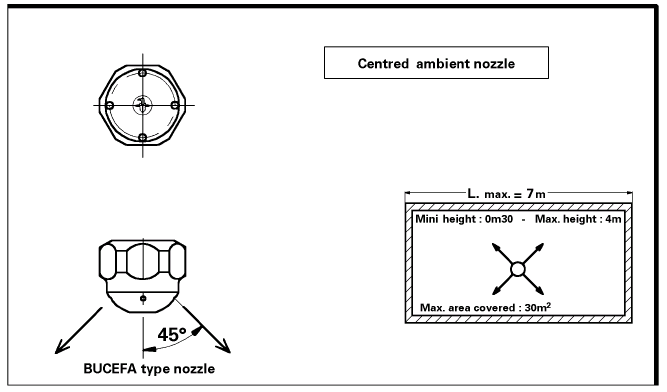 Centred ambient nozzle
L. max. = 7m
Mini height : 0m30 - Max. height : 4m
Max. area covered : 30m²
45°
BUCEFA type nozzle